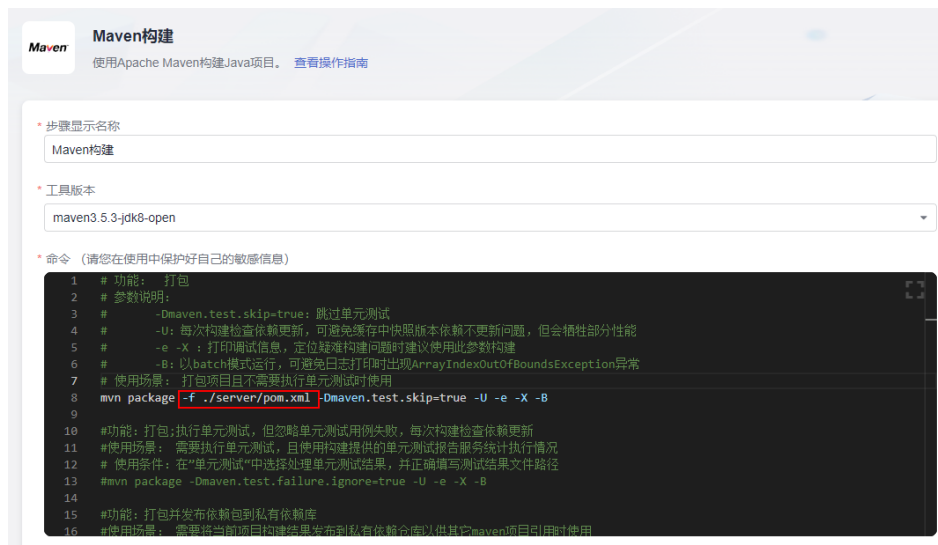 Maven
Maven构建
使用Apache Maven构建Java项目。 查看操作指南
* 步骤显示名称
Maven构建
* 工具版本
maven3.5.3-jdk8-open
* 命令 （请您在使用中保护好自己的敏感信息）
1 # 功能： 打包
2 # 参数说明：
3 # -Dmaven.test.skip=true：跳过单元测试
4 # -U：每次构建检查依赖更新，可避免缓存中快照版本依赖不更新问题，但会牺牲部分性能
5 # -e -X ：打印调试信息，定位疑难构建问题时建议使用此参数构建
6 # -B：以batch模式运行，可避免日志打印时出现ArrayIndexOutOfBoundsException异常
7 # 使用场景： 打包项目且不需要执行单元测试时使用
8 mvn package -f ./server/pom.xml -Dmaven.test.skip=true -U -e -X -B
9
10 #功能：打包;执行单元测试，但忽略单元测试用例失败，每次构建检查依赖更新
11 #使用场景： 需要执行单元测试，且使用构建提供的单元测试报告服务统计执行情况
12 # 使用条件：在”单元测试“中选择处理单元测试结果，并正确填写测试结果文件路径
13 #mvn package -Dmaven.test.failure.ignore=true -U -e -X -B
14
15 #功能：打包并发布依赖包到私有依赖库
16 #使用场景： 需要将当前项目构建结果发布到私有依赖仓库以供其它maven项目引用时使用